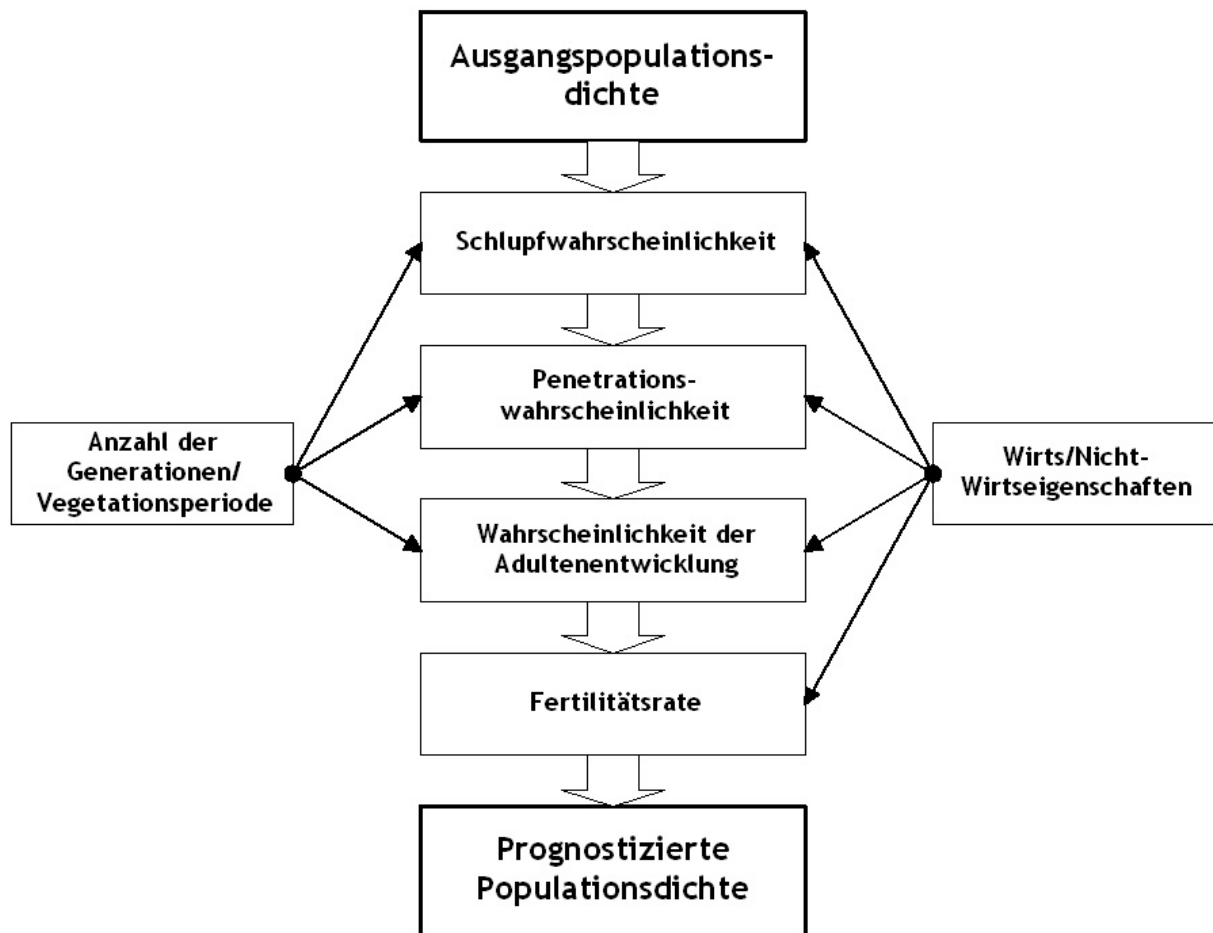 Ausgangspopulations-
dichte
Schlupfwahrscheinlichkeit
Penetrations-
wahrscheinlichkeit
Anzahl der
Generationen/
Vegetationsperiode
Wirts/Nicht-
Wirtseigenschaften
Wahrscheinlichkeit der
Adultenentwicklung
Fertilitätsrate
Prognostizierte
Populationsdichte